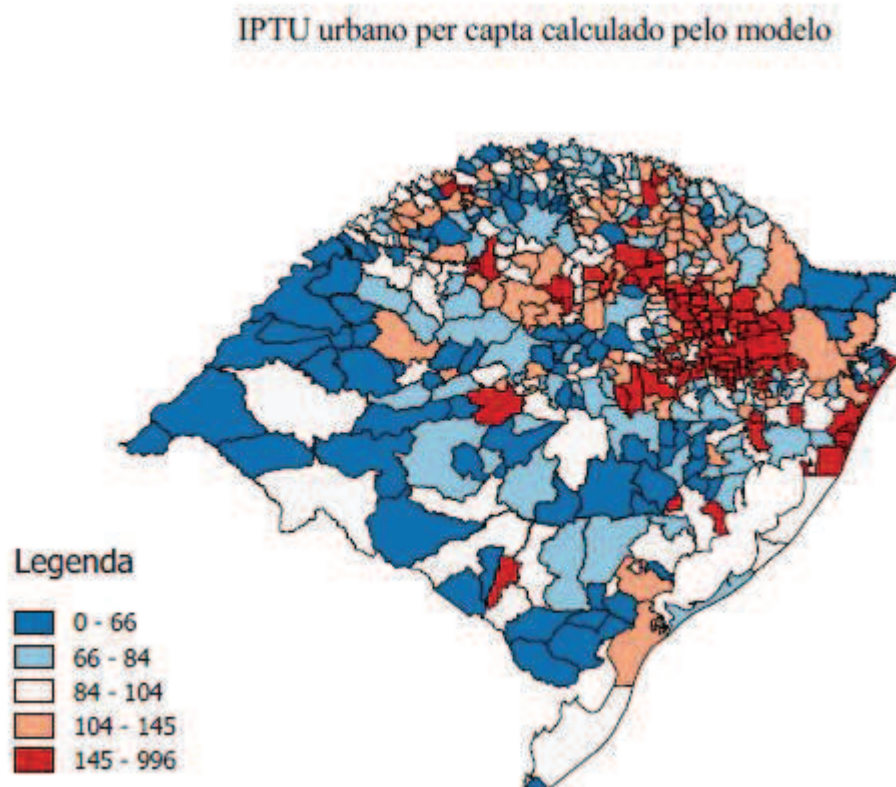 IPTU urbano per capta calculado pelo modelo
Legenda
0 - 66
66 - 84
84 - 104
104 - 145
145 - 996